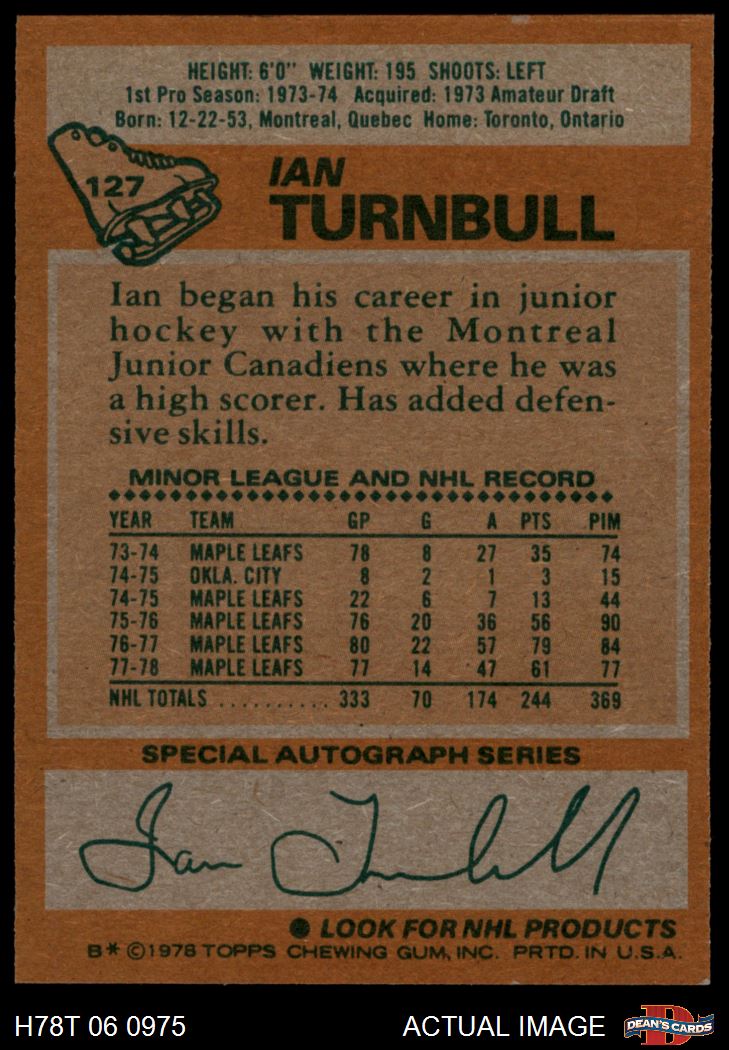 HEIGHT: 6'0" WEIGHT: 195 SHOOTS: LEFT
1st Pro Season: 1973-74 Acquired: 1973 Amateur Draft
Born: 12-22-53, Montreal, Quebec Home: Toronto, Ontario
127
IAN
TURNBULL
Ian began his career in junior
hockey with the Montreal
Junior Canadiens where he was
a high scorer. Has added defen-
sive skills.
MINOR LEAGUE AND NHL RECORD
YEAR TEAM GP G A PTS PIM
73-74 MAPLE LEAFS 78 8 27 35 74
74-75 OKLA. CITY 8 2 1 3 15
74-75 MAPLE LEAFS 22 6 7 13 44
75-76 MAPLE LEAFS 76 20 36 56 90
76-77 MAPLE LEAFS 80 22 57 79 84
77-78 MAPLE LEAFS 77 14 47 61 77
NHL TOTALS .......... 333 70 174 244 369
SPECIAL AUTOGRAPH SERIES
Ian Turnbull
LOOK FOR NHL PRODUCTS
B* ©1978 TOPPS CHEWING GUM, INC. PRTD. IN U.S.A.
H78T 06 0975 ACTUAL IMAGE
D
DEAN'S CARDS